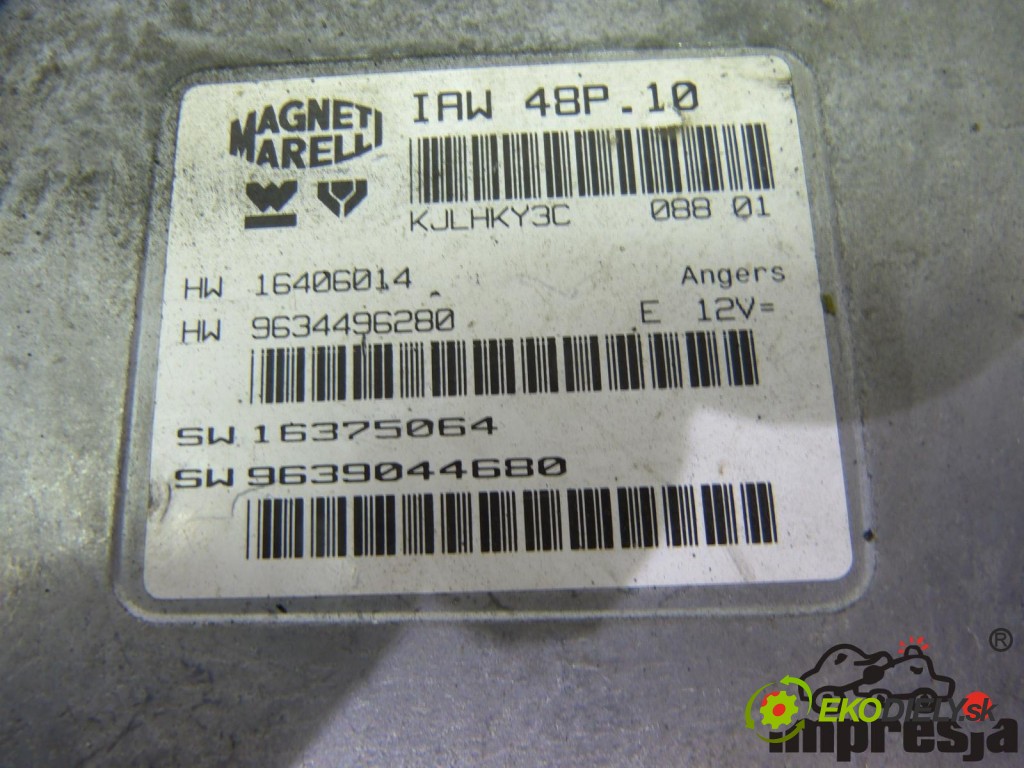 MAGNETI
MARELLI
IAW 48P.10
KJLHKY3C 088 01
HW 16406014 Angers
HW 9634496280 E 12V=
SW 16375064
SW 9639044680
®
EKODIELY.sk
impresja